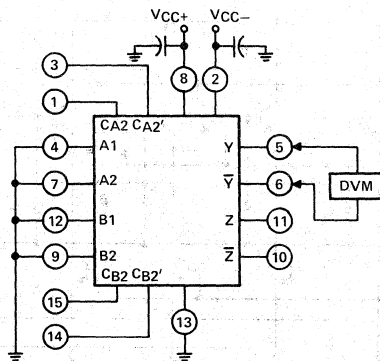 VCC+ VCC−
3
8 2
1
CA2 CA2'
4 A1 Y 5
7 A2 Y̅ 6 DVM
12 B1 Z 11
9 B2 Z̅ 10
CB2 CB2'
15
13
14